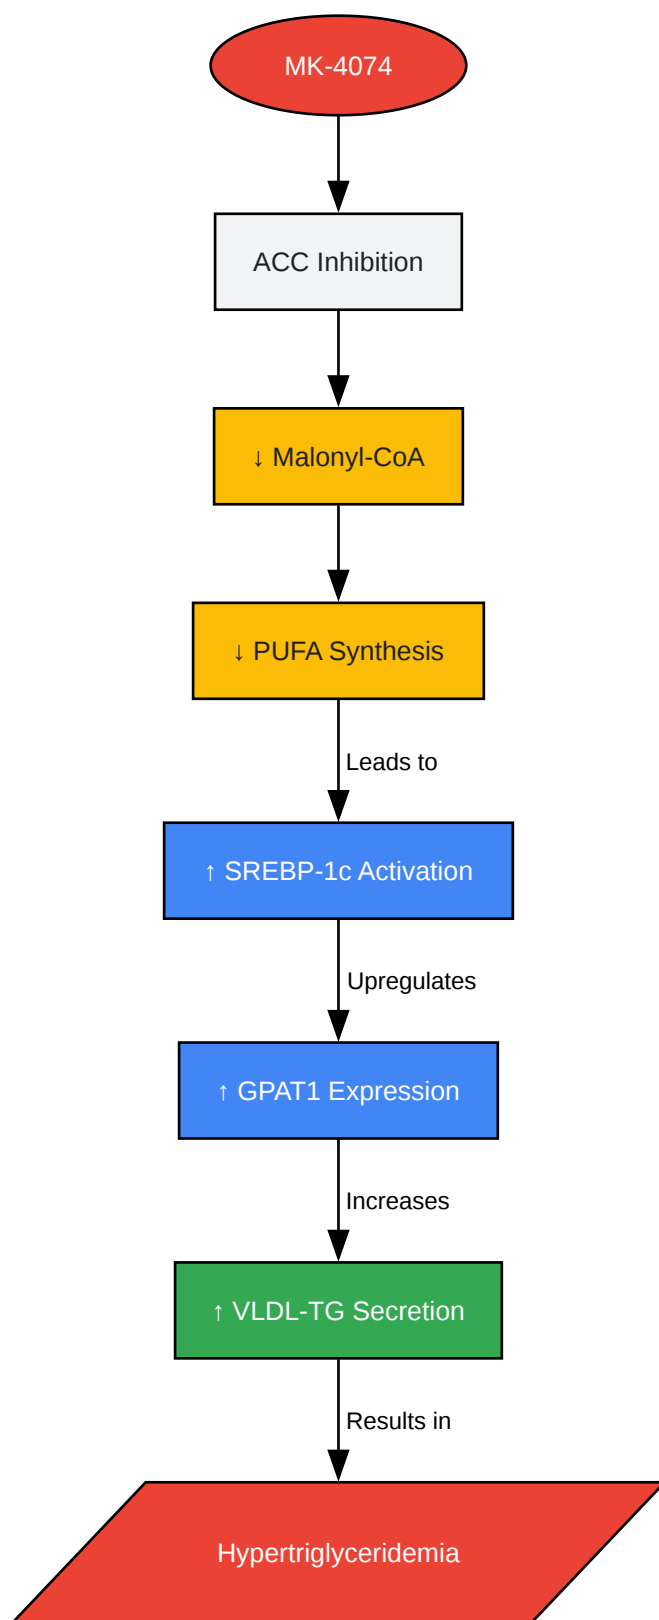 MK-4074
ACC Inhibition
↓ Malonyl-CoA
↓ PUFA Synthesis
Leads to
↑ SREBP-1c Activation
Upregulates
↑ GPAT1 Expression
Increases
↑ VLDL-TG Secretion
Results in
Hypertriglyceridemia